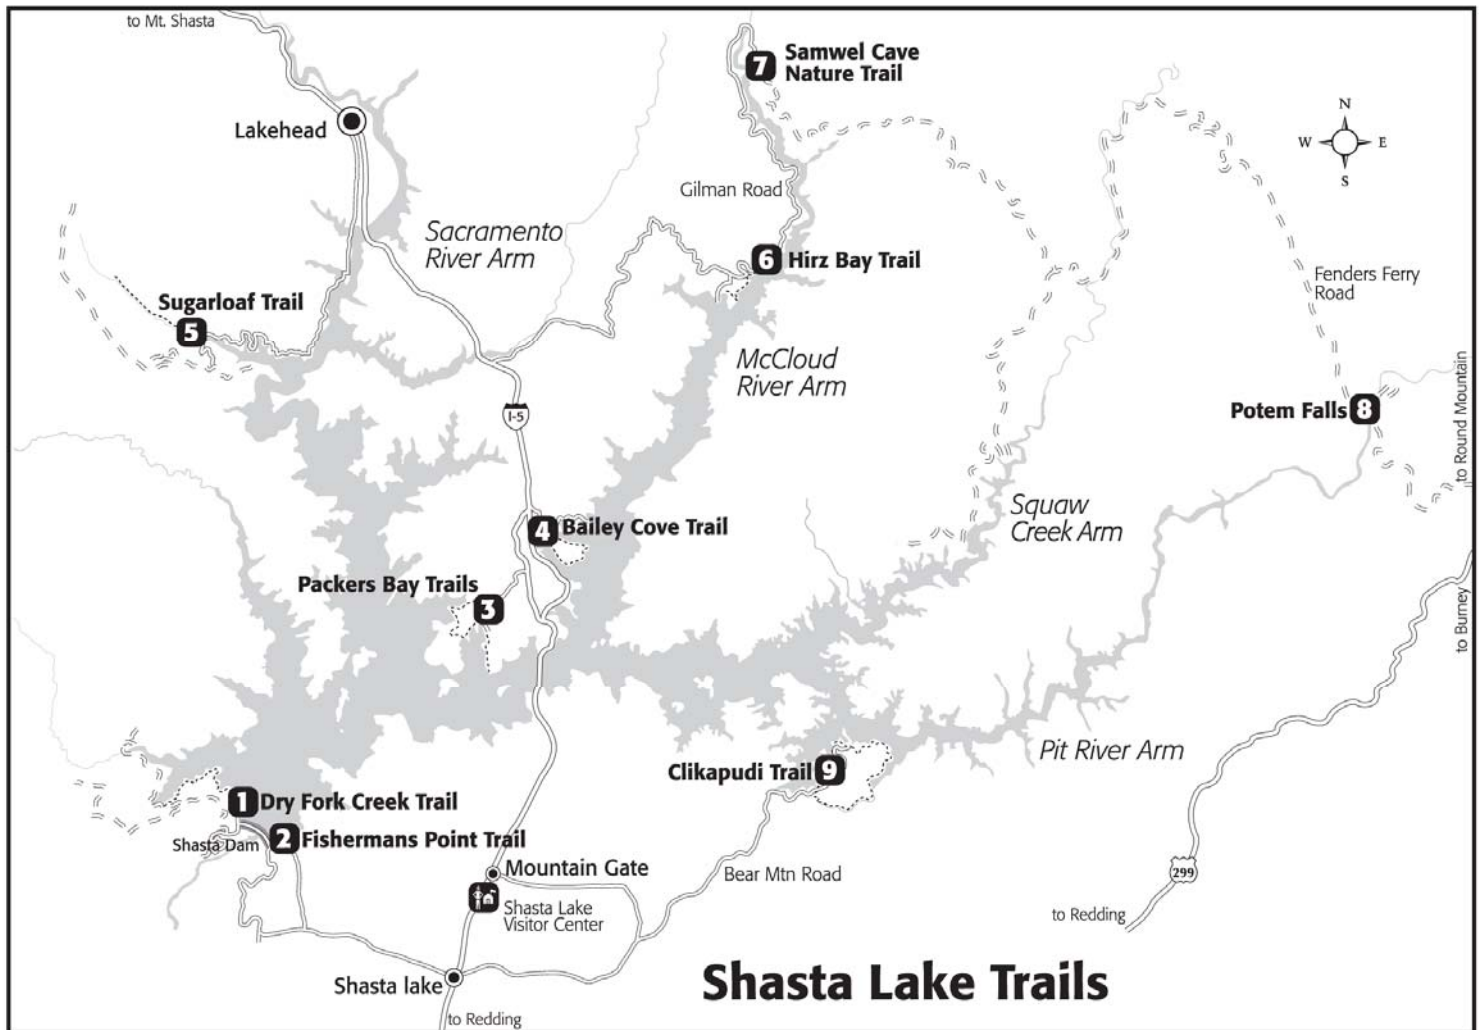 to Mt. Shasta
7
Samwel Cave
Nature Trail
N
W
E
S
Lakehead
Gilman Road
Sacramento
River Arm
6
Hirz Bay Trail
Fenders Ferry
Road
Sugarloaf Trail
5
McCloud
River Arm
I-5
Potem Falls
8
to Round Mountain
Squaw
Creek Arm
4
Bailey Cove Trail
Packers Bay Trails
3
to Burney
Pit River Arm
Clikapudi Trail
9
1
Dry Fork Creek Trail
Shasta Dam
2
Fishermans Point Trail
Mountain Gate
Bear Mtn Road
299
Shasta Lake
Visitor Center
to Redding
Shasta lake
Shasta Lake Trails
to Redding